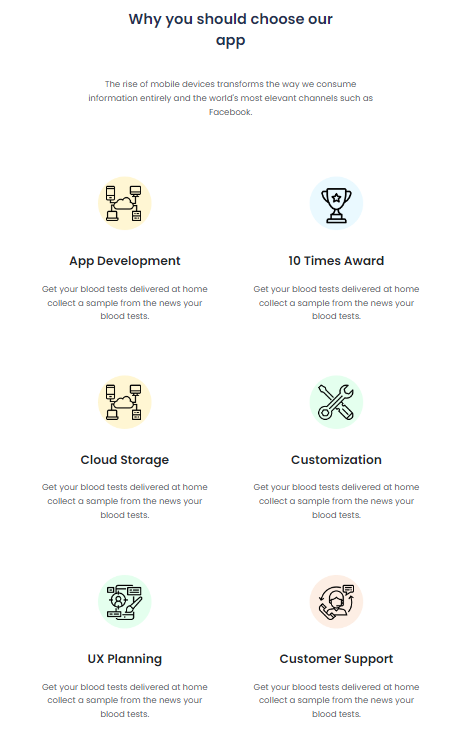 Why you should choose our
app
The rise of mobile devices transforms the way we consume
information entirely and the world's most elevant channels such as
Facebook.
App Development
Get your blood tests delivered at home
collect a sample from the news your
blood tests.
10 Times Award
Get your blood tests delivered at home
collect a sample from the news your
blood tests.
Cloud Storage
Get your blood tests delivered at home
collect a sample from the news your
blood tests.
Customization
Get your blood tests delivered at home
collect a sample from the news your
blood tests.
UX Planning
Get your blood tests delivered at home
collect a sample from the news your
blood tests.
Customer Support
Get your blood tests delivered at home
collect a sample from the news your
blood tests.